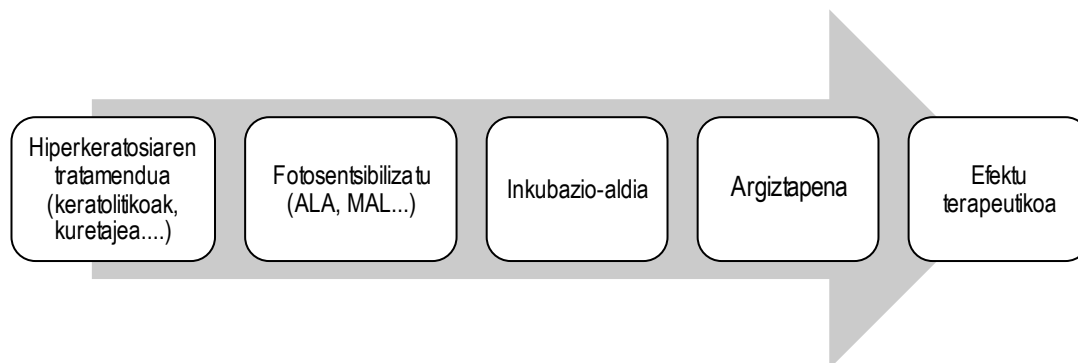 Hiperkeratosiaren
tratamendua
(keratolitikoak,
kuretajea....)
Fotosentsibilizatu
(ALA, MAL...)
Inkubazio-aldia
Argiztapena
Efektu
terapeutikoa